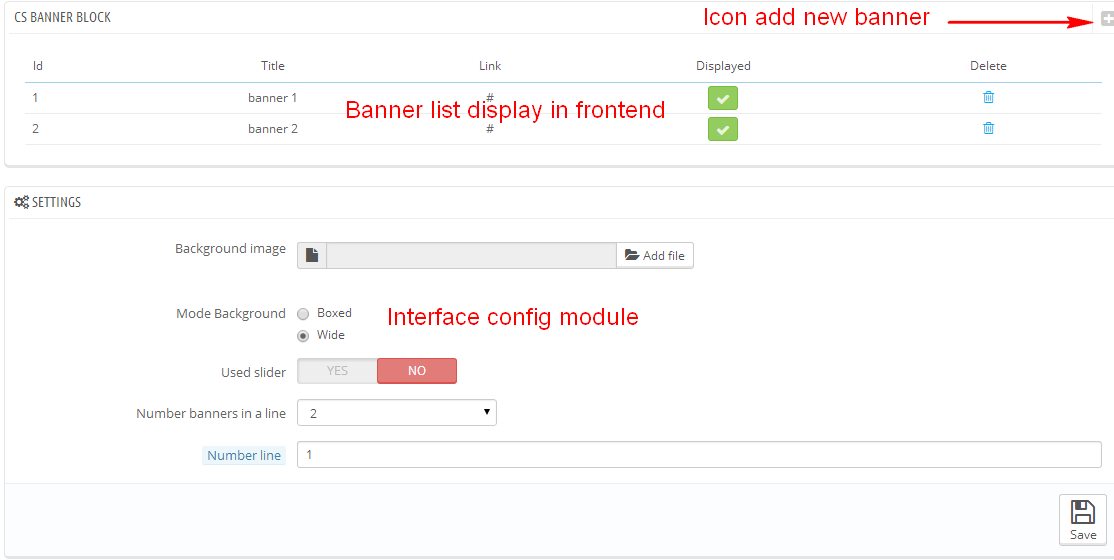 CS BANNER BLOCK
Icon add new banner
Id Title Link Displayed Delete
1 banner 1 #
Banner list display in frontend
2 banner 2 #
SETTINGS
Background image Add file
Mode Background Boxed
Interface config module
Wide
Used slider YES NO
Number banners in a line 2
Number line 1
Save